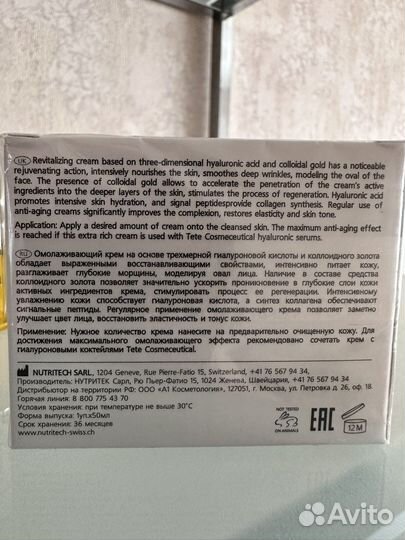 UK Revitalizing cream based on three-dimensional hyaluronic acid and colloidal gold has a noticeable
rejuvenating action, intensively nourishes the skin, smoothes deep wrinkles, modeling the oval of the
face. The presence of colloidal gold allows to accelerate the penetration of the cream's active
ingredients into the deeper layers of the skin, stimulates the process of regeneration. Hyaluronic acid
promotes intensive skin hydration, and signal peptidesprovide collagen synthesis. Regular use of
anti-aging creams significantly improves the complexion, restores elasticity and skin tone.
Application: Apply a desired amount of cream onto the cleansed skin. The maximum anti-aging effect
is reached if this extra rich cream is used with Tete Cosmeceutical hyaluronic serums.
RU Омолаживающий крем на основе трехмерной гиалуроновой кислоты и коллоидного золота
обладает выраженными восстанавливающими свойствами, интенсивно питает кожу,
разглаживает глубокие морщины, моделируя овал лица. Наличие в составе средства
коллоидного золота позволяет значительно ускорить проникновение в глубокие слои кожи
активных ингредиентов крема, стимулировать процесс ее регенерации. Интенсивному
увлажнению кожи способствует гиалуроновая кислота, а синтез коллагена обеспечивают
сигнальные пептиды. Регулярное применение омолаживающего крема позволяет заметно
улучшает цвет лица, восстановить эластичность и тонус кожи.
Применение: Нужное количество крема нанесите на предварительно очищенную кожу. Для
достижения максимального омолаживающего эффекта рекомендовано сочетать крем с
гиалуроновыми коктейлями Tete Cosmeceutical.
NUTRITECH SARL, 1204 Geneve, Rue Pierre-Fatio 15, Switzerland, +41 76 567 94 34,
Производитель: НУТРИТЕК Сарл, Рю Пьер-Фатио 15, 1204 Женева, Швейцария +41 76 567 94 34
Дистрибьютор на территории РФ: ООО «А1 Косметология», 127051, г. Москва, ул. Петровка д. 26, оф. 18.
Горячая линия: 8 800 775 43 70
Условия хранения: при температуре не выше 30°C
Форма выпуска: 1уп.x50мл
Срок хранения: 36 месяцев
www.nutritech-swiss.ch
NOT TESTED
ON ANIMALS
EAC
12 M
Avito